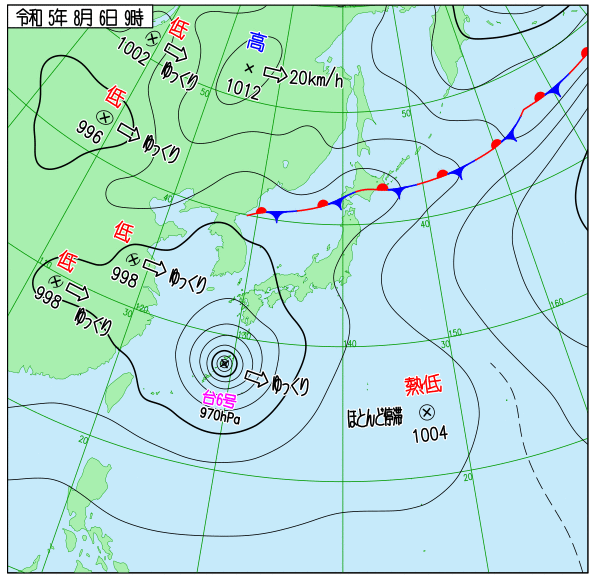 令和 5年 8月 6日 9時
低
1002
ゆっくり
高
1012
20km/h
50
50
低
996
ゆっくり
40
40
低
998
ゆっくり
低
998
ゆっくり
110
120
30
130
140
150
30
160
台6号
970hPa
ゆっくり
熱低
ほとんど停滞
1004
20
20